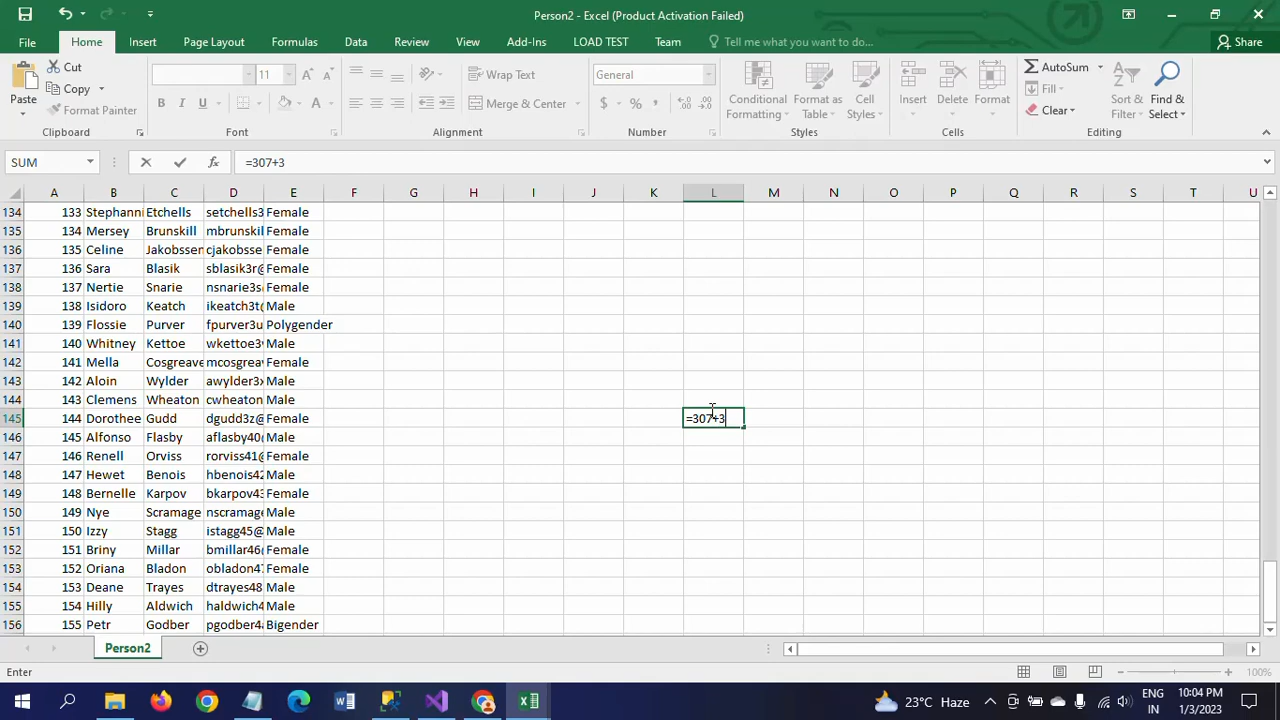 Person2 - Excel (Product Activation Failed)
File Home Insert Page Layout Formulas Data Review View Add-Ins LOAD TEST Team Tell me what you want to do... Share
Paste Cut Copy Format Painter Clipboard
11 B I U A A A Font
Wrap Text Merge & Center Alignment
General $ % , Number
Conditional Formatting Format as Table Cell Styles Styles
Insert Delete Format Cells
AutoSum Fill Clear Sort & Filter Find & Select Editing
SUM fx =307+3
A B C D E F G H I J K L M N O P Q R S T U
134 133 Stephanni Etchells setchells3 Female
135 134 Mersey Brunskill mbrunskil Female
136 135 Celine Jakobssen cjakobsse Female
137 136 Sara Blasik sblasik3r@ Female
138 137 Nertie Snarie nsnarie3s Female
139 138 Isidoro Keatch ikeatch3t@ Male
140 139 Flossie Purver fpurver3u Polygender
141 140 Whitney Kettoe wkettoe3v Male
142 141 Mella Cosgreave mcosgrea Female
143 142 Aloin Wylder awylder3x Male
144 143 Clemens Wheaton cwheaton Male
145 144 Dorothee Gudd dgudd3z@ Female =307+3
146 145 Alfonso Flasby aflasby40@ Male
147 146 Renell Orviss rorviss41@ Female
148 147 Hewet Benois hbenois42 Male
149 148 Bernelle Karpov bkarpov43 Female
150 149 Nye Scramage nscramage Male
151 150 Izzy Stagg istagg45@ Male
152 151 Briny Millar bmillar46@ Female
153 152 Oriana Bladon obladon47 Female
154 153 Deane Trayes dtrayes48 Male
155 154 Hilly Aldwich haldwich4 Male
156 155 Petr Godber pgodber4a Bigender
Person2
Enter 100%
23°C Haze ENG IN 10:04 PM 1/3/2023